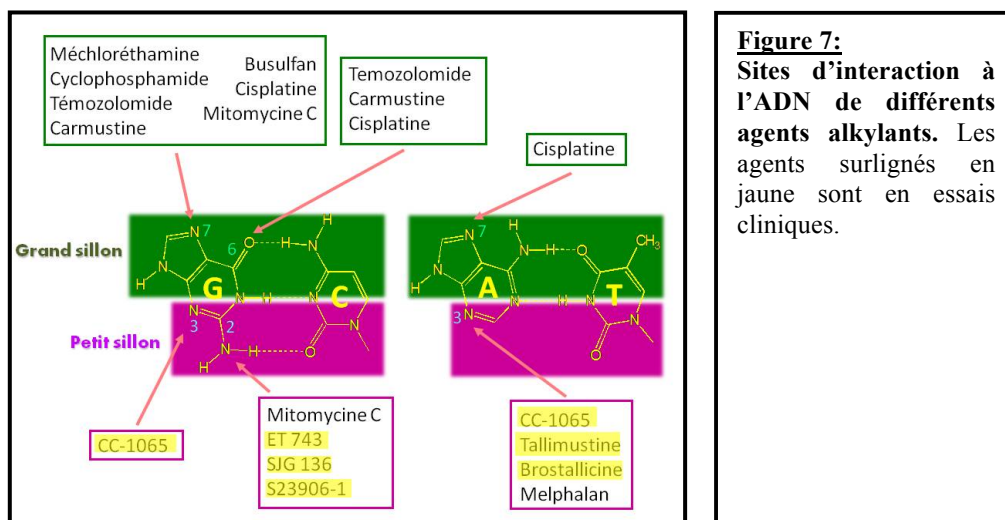 Méchloréthamine
Cyclophosphamide
Témozolomide
Carmustine
Busulfan
Cisplatine
Mitomycine C
Temozolomide
Carmustine
Cisplatine
Cisplatine
Grand sillon
Petit sillon
N 7
6 O H H
N
N
H
G
N H N C
N 3
2
N
N H O
H
N 7
H
N H O CH3
N
H
A
N H N T
N
3
N
O
CC-1065
Mitomycine C
ET 743
SJG 136
S23906-1
CC-1065
Tallimustine
Brostallicine
Melphalan
Figure 7:
Sites d’interaction à
l’ADN de différents
agents alkylants. Les
agents surlignés en
jaune sont en essais
cliniques.